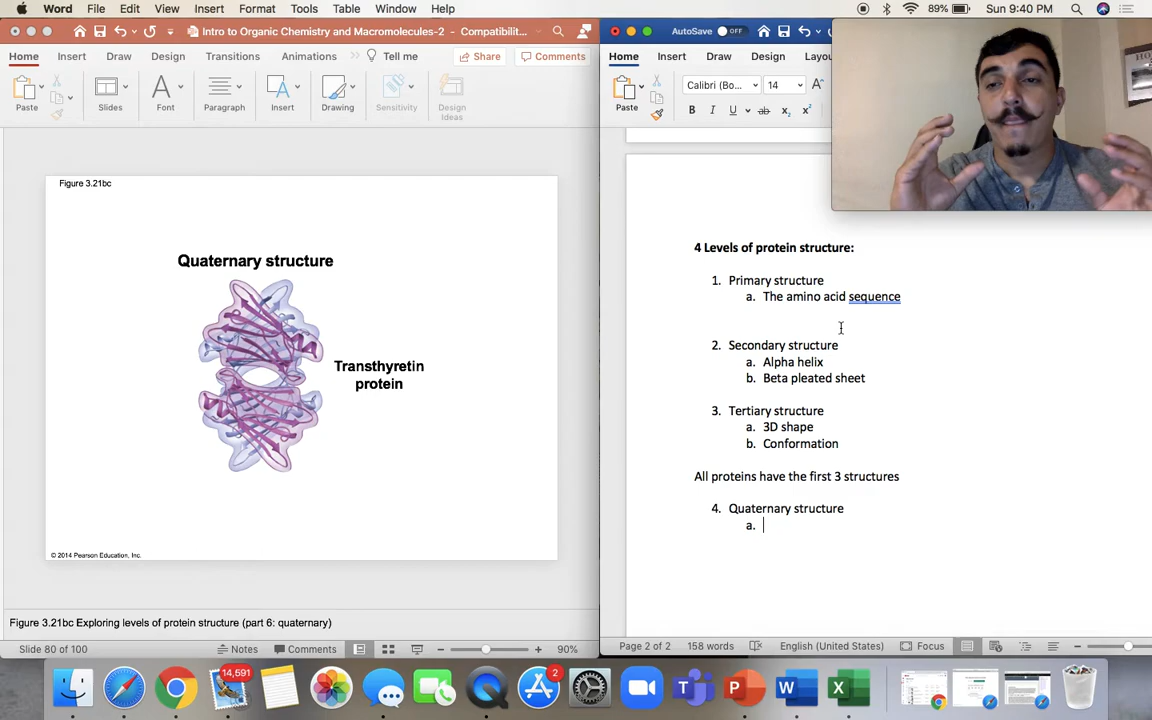 Word File Edit View Insert Format Tools Table Window Help 89% Sun 9:40 PM
Intro to Organic Chemistry and Macromolecules-2 - Compatibilit...
AutoSave OFF
Home Insert Draw Design Transitions Animations Tell me Share Comments
Home Insert Draw Design Layou
Paste Slides Font Paragraph Insert Drawing Sensitivity Design Ideas
Paste Calibri (Bo... 14
Figure 3.21bc
Quaternary structure
Transthyretin
protein
© 2014 Pearson Education, Inc.
Figure 3.21bc Exploring levels of protein structure (part 6: quaternary)
Slide 80 of 100 Notes Comments 90%
4 Levels of protein structure:
1. Primary structure
a. The amino acid sequence
2. Secondary structure
a. Alpha helix
b. Beta pleated sheet
3. Tertiary structure
a. 3D shape
b. Conformation
All proteins have the first 3 structures
4. Quaternary structure
a.
Page 2 of 2 158 words English (United States) Focus
14,691
2